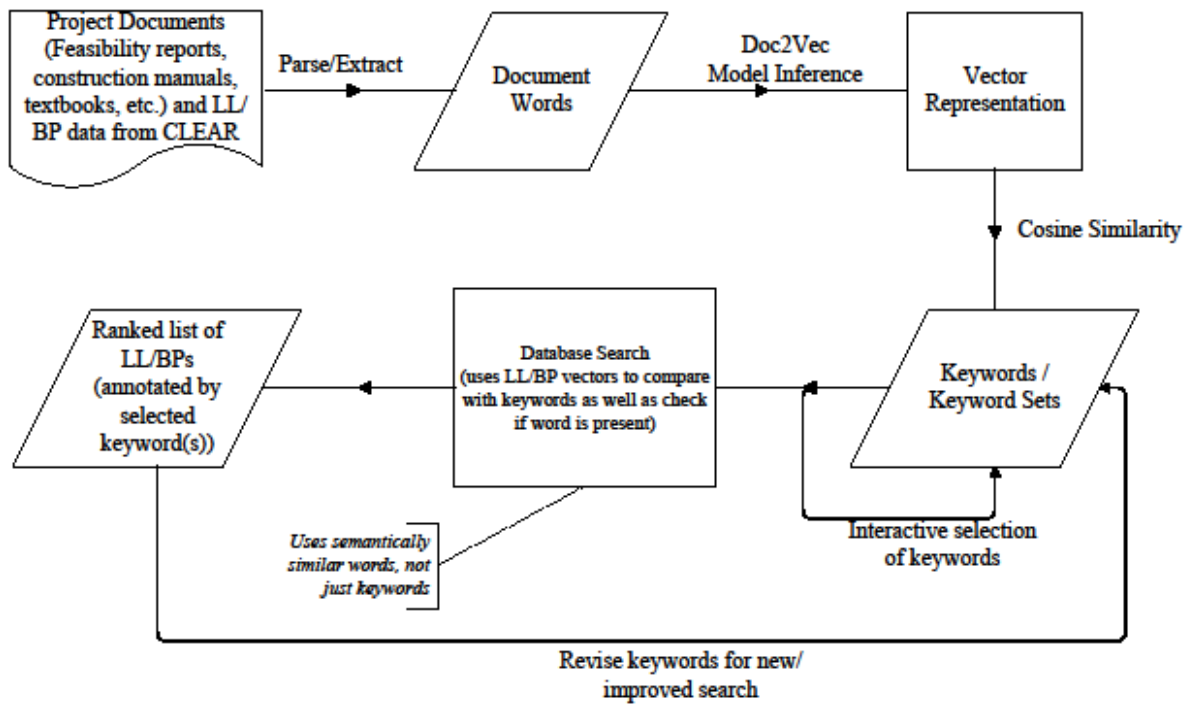 Project Documents
(Feasibility reports,
construction manuals,
textbooks, etc.) and LL/
BP data from CLEAR
Parse/Extract
Document
Words
Doc2Vec
Model Inference
Vector
Representation
Cosine Similarity
Ranked list of
LL/BPs
(annotated by
selected
keyword(s))
Database Search
(uses LL/BP vectors to compare
with keywords as well as check
if word is present)
Keywords /
Keyword Sets
Uses semantically
similar words, not
just keywords
Interactive selection
of keywords
Revise keywords for new/
improved search